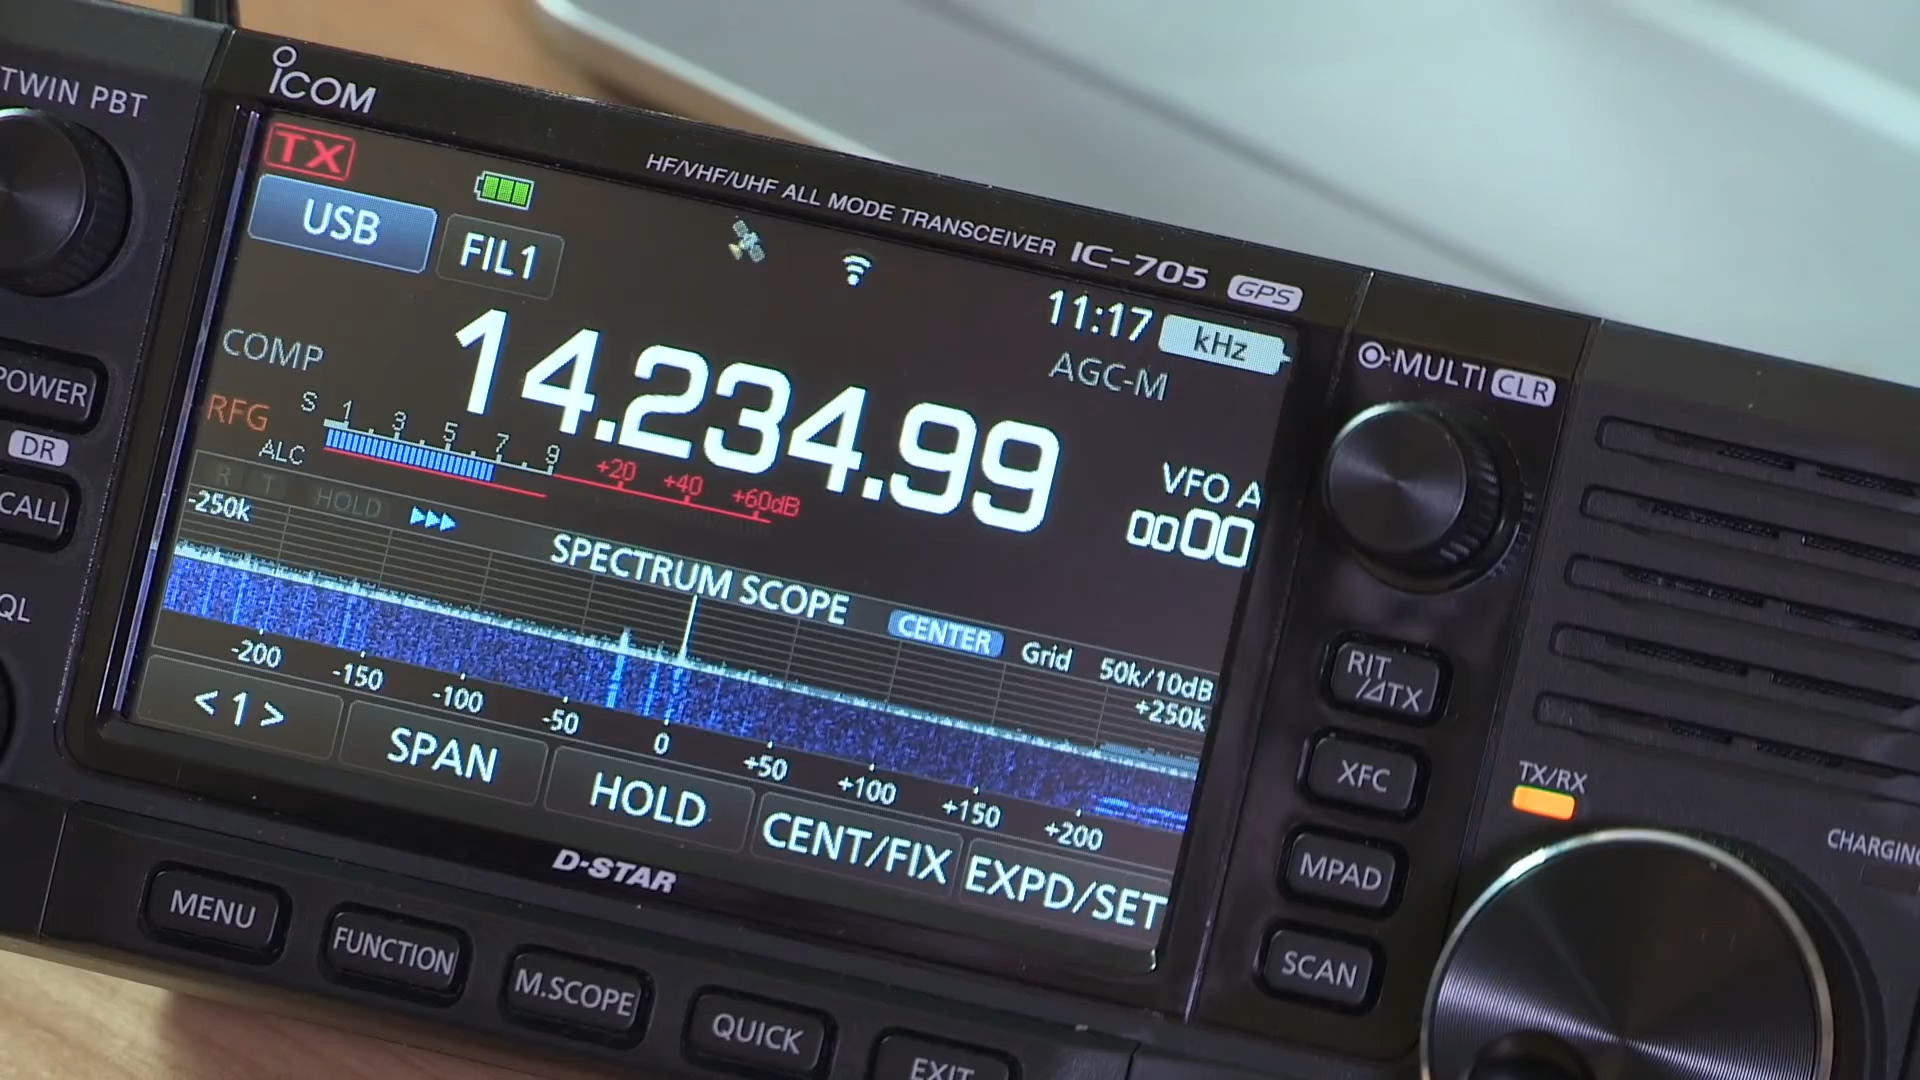 TWIN PBT
ICOM
HF/VHF/UHF ALL MODE TRANSCEIVER IC-705 GPS
TX
USB
FIL1
11:17 kHz
AGC-M
COMP
14.234.99
RFG
S 1 . 3 . 5 . 7 . 9 +20 +40 +60dB
ALC
VFO A
00
RIT HOLD
-250k
SPECTRUM SCOPE
CENTER Grid 50k/10dB
+250k
-200 -150 -100 -50 0 +50 +100 +150 +200
< 1 > SPAN HOLD CENT/FIX EXPD/SET
D-STAR
POWER
DR
CALL
QL
MULTI CLR
RIT
/⊿TX
XFC
MPAD
SCAN
TX/RX
CHARGING
MENU
FUNCTION
M.SCOPE
QUICK
EXIT